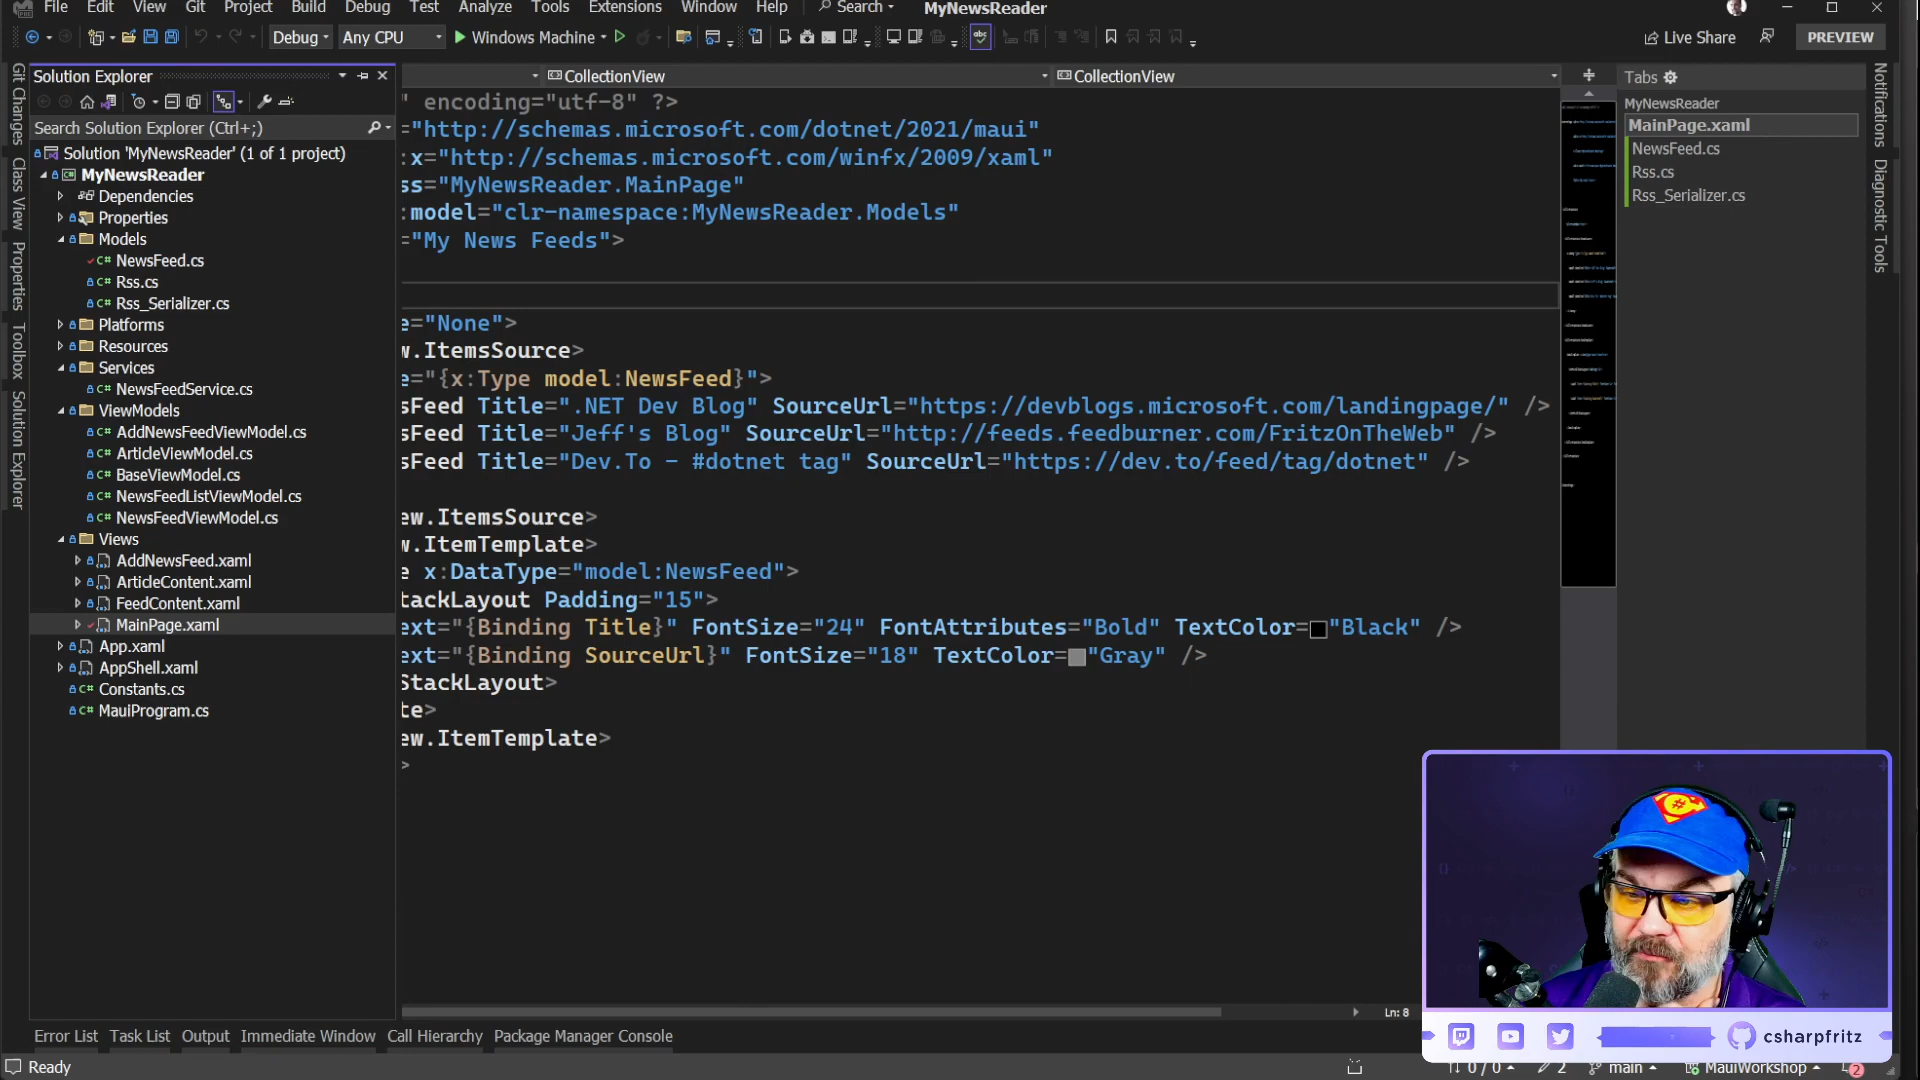 File Edit View Git Project Build Debug Test Analyze Tools Extensions Window Help Search MyNewsReader
Debug Any CPU Windows Machine Live Share PREVIEW
Solution Explorer
Search Solution Explorer (Ctrl+;)
Solution 'MyNewsReader' (1 of 1 project)
MyNewsReader
Dependencies
Properties
Models
NewsFeed.cs
Rss.cs
Rss_Serializer.cs
Platforms
Resources
Services
NewsFeedService.cs
ViewModels
AddNewsFeedViewModel.cs
ArticleViewModel.cs
BaseViewModel.cs
NewsFeedListViewModel.cs
NewsFeedViewModel.cs
Views
AddNewsFeed.xaml
ArticleContent.xaml
FeedContent.xaml
MainPage.xaml
App.xaml
AppShell.xaml
Constants.cs
MauiProgram.cs
Git Changes
Class View
Properties
Toolbox
Solution Explorer
CollectionView CollectionView
" encoding="utf-8" ?>
="http://schemas.microsoft.com/dotnet/2021/maui"
:x="http://schemas.microsoft.com/winfx/2009/xaml"
ss="MyNewsReader.MainPage"
:model="clr-namespace:MyNewsReader.Models"
="My News Feeds">
e="None">
w.ItemsSource>
e="{x:Type model:NewsFeed}">
sFeed Title=".NET Dev Blog" SourceUrl="https://devblogs.microsoft.com/landingpage/" />
sFeed Title="Jeff's Blog" SourceUrl="http://feeds.feedburner.com/FritzOnTheWeb" />
sFeed Title="Dev.To - #dotnet tag" SourceUrl="https://dev.to/feed/tag/dotnet" />
ew.ItemsSource>
w.ItemTemplate>
e x:DataType="model:NewsFeed">
tackLayout Padding="15">
ext="{Binding Title}" FontSize="24" FontAttributes="Bold" TextColor="Black" />
ext="{Binding SourceUrl}" FontSize="18" TextColor="Gray" />
StackLayout>
te>
ew.ItemTemplate>
>
Ln: 8
Tabs
MyNewsReader
MainPage.xaml
NewsFeed.cs
Rss.cs
Rss_Serializer.cs
Notifications
Diagnostic Tools
csharpfritz
Error List Task List Output Immediate Window Call Hierarchy Package Manager Console
Ready 0 / 0 2 main MauiWorkshop 2